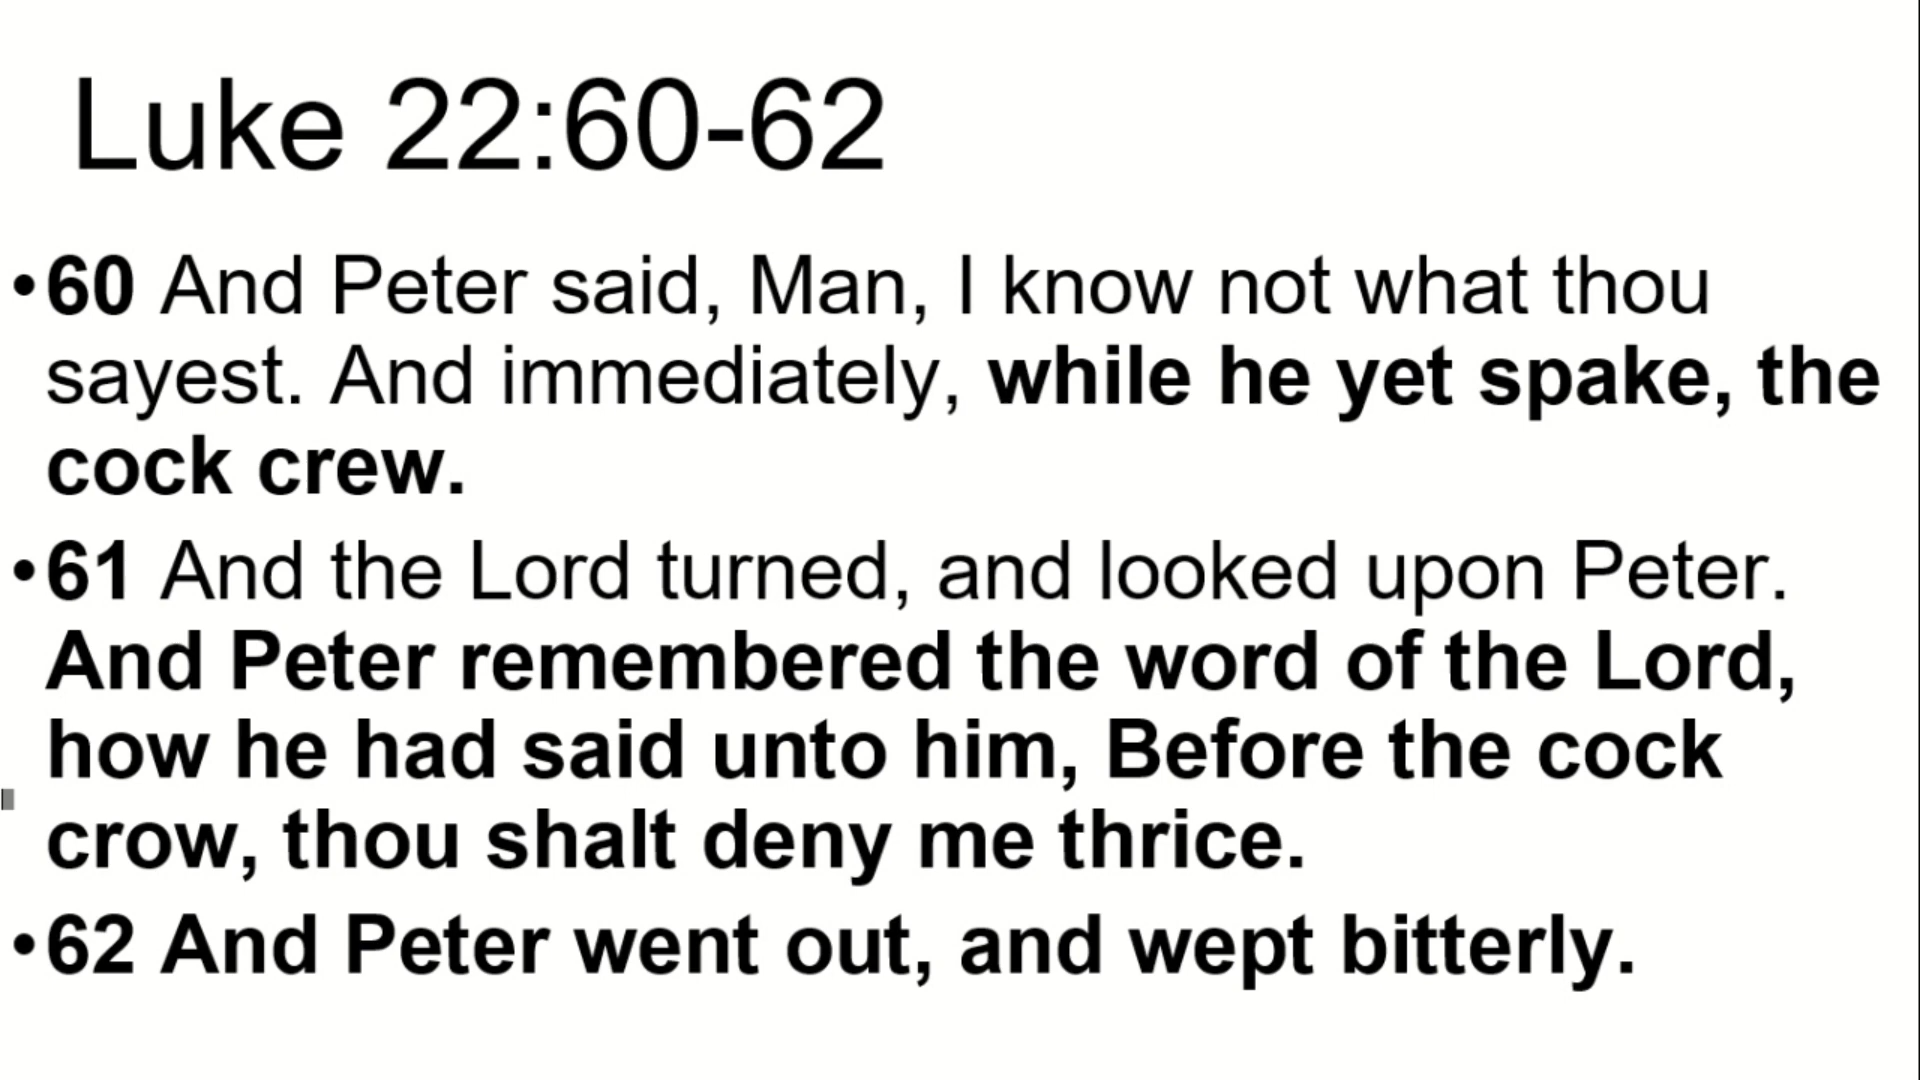 Luke 22:60-62
•60 And Peter said, Man, I know not what thou
sayest. And immediately, while he yet spake, the
cock crew.
•61 And the Lord turned, and looked upon Peter.
And Peter remembered the word of the Lord,
how he had said unto him, Before the cock
crow, thou shalt deny me thrice.
•62 And Peter went out, and wept bitterly.